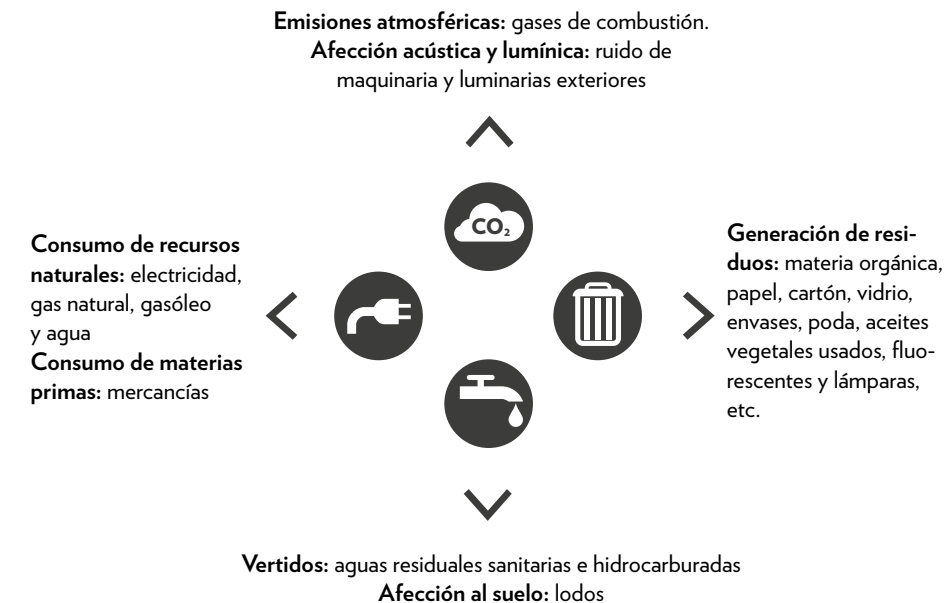 Emisiones atmosféricas: gases de combustión.
Afección acústica y lumínica: ruido de
maquinaria y luminarias exteriores
CO₂
Consumo de recursos
naturales: electricidad,
gas natural, gasóleo
y agua
Consumo de materias
primas: mercancías
Generación de resi-
duos: materia orgánica,
papel, cartón, vidrio,
envases, poda, aceites
vegetales usados, fluo-
rescentes y lámparas,
etc.
Vertidos: aguas residuales sanitarias e hidrocarburadas
Afección al suelo: lodos